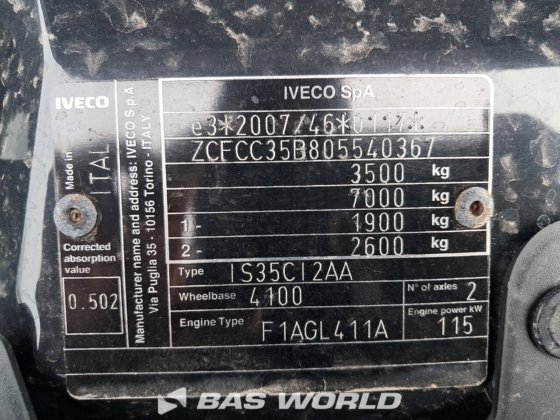 IVECO
Made in
ITAL
Corrected
absorption
value
0.502
Manufacturer name and address: IVECO S.p.A
Via Puglia 35 - 10156 Torino - ITALY
IVECO SpA
e3*2007/46*0117*
ZCFCC35B805540367
3500 kg
7000 kg
1- 1900 kg
2- 2600 kg
Type IS35CI2AA
Wheelbase 4100
N° of axles 2
Engine Type F1AGL411A
Engine power kW 115
BAS WORLD